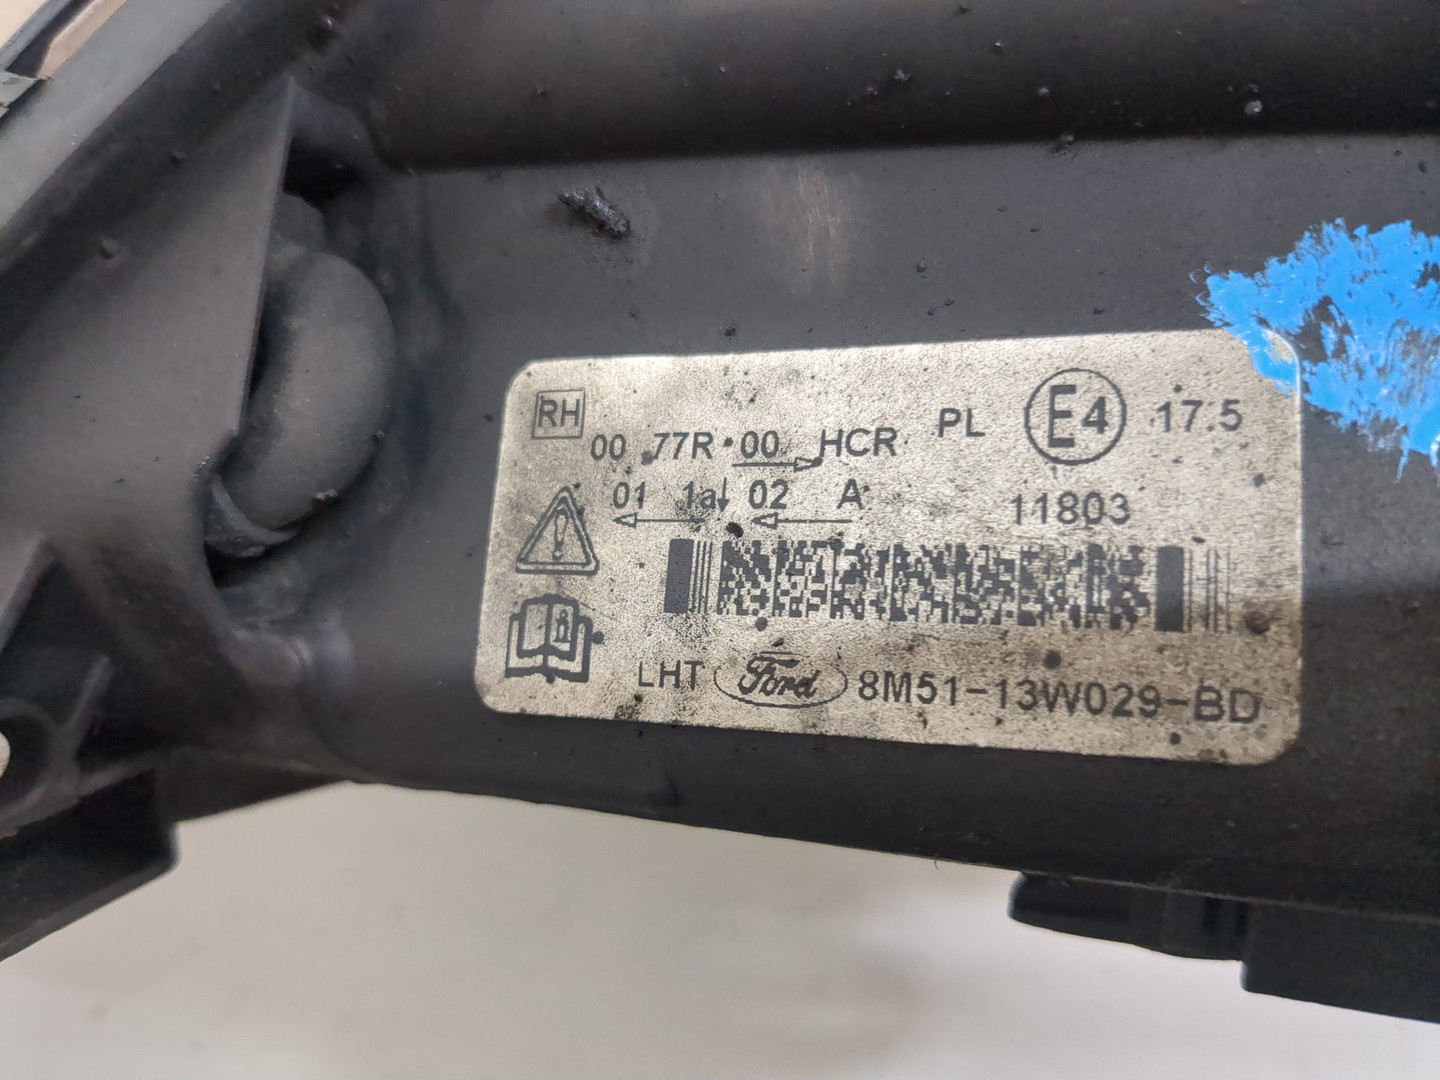 RH
00 77R 00 HCR PL E4 17.5
01 1a 02 A 11803
LHT Ford 8M51-13W029-BD